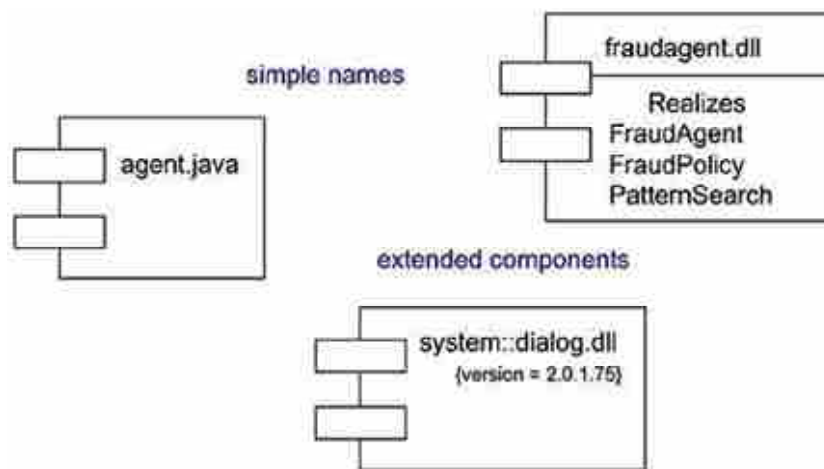 simple names
agent.java
fraudagent.dll
Realizes
FraudAgent
FraudPolicy
PatternSearch
extended components
system::dialog.dll
{version = 2.0.1.75}